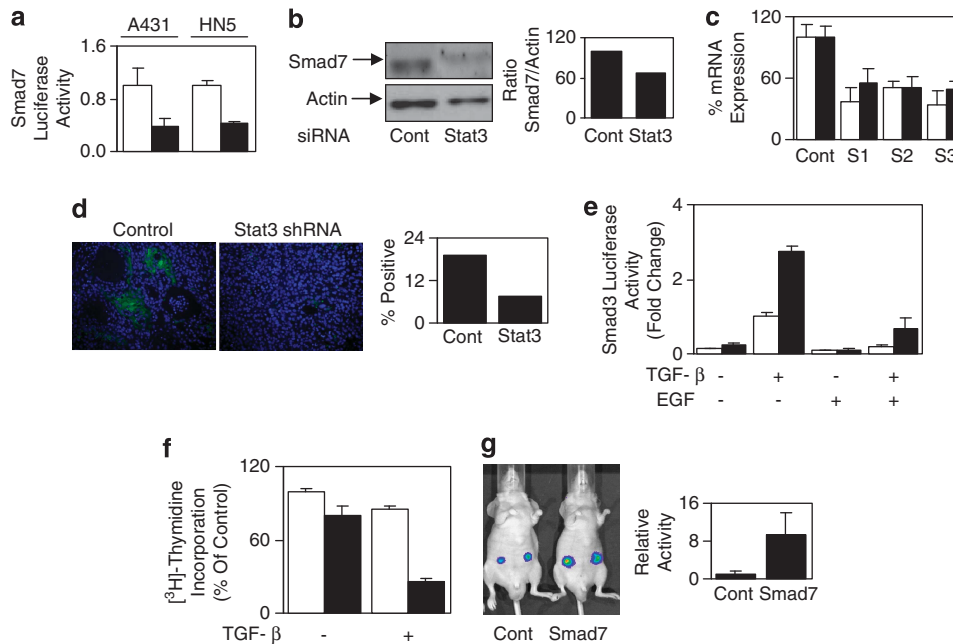 a
A431 HN5
Smad7
Luciferase
Activity
1.6
0.8
0.0
b
Smad7
Actin
siRNA Cont Stat3
Ratio
Smad7/Actin
120
60
0
Cont Stat3
c
% mRNA
Expression
120
60
0
Cont S1 S2 S3
d
Control Stat3 shRNA
% Positive
24
18
12
6
0
Cont Stat3
e
Smad3 Luciferase
Activity
(Fold Change)
4
2
0
TGF- β - + - +
EGF - - + +
f
[³H]-Thymidine
Incorporation
(% Of Control)
120
60
0
TGF- β - +
g
Cont Smad7
Relative
Activity
16
8
0
Cont Smad7